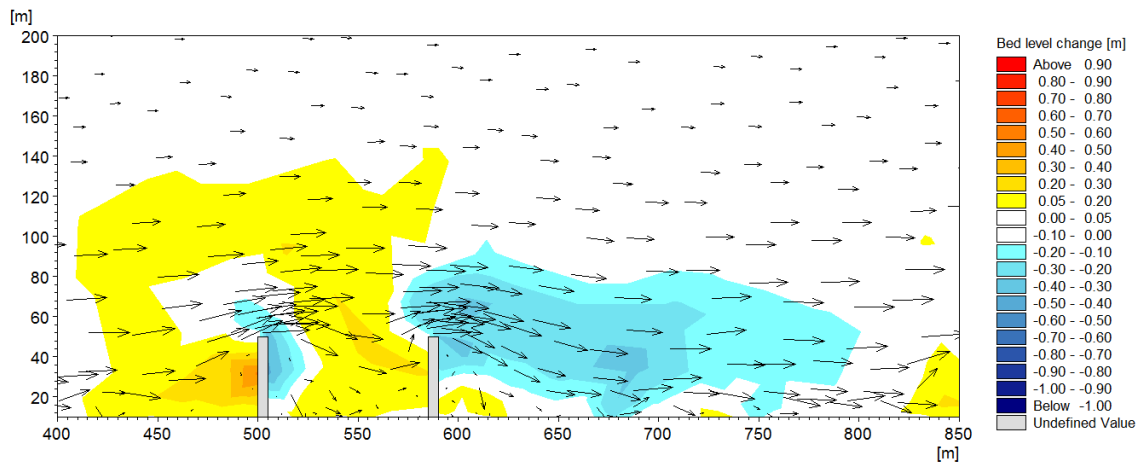 [m]
200
180
160
140
120
100
80
60
40
20
400 450 500 550 600 650 700 750 800 850
[m]
Bed level change [m]
Above 0.90
0.80 - 0.90
0.70 - 0.80
0.60 - 0.70
0.50 - 0.60
0.40 - 0.50
0.30 - 0.40
0.20 - 0.30
0.05 - 0.20
0.00 - 0.05
-0.10 - 0.00
-0.20 - -0.10
-0.30 - -0.20
-0.40 - -0.30
-0.50 - -0.40
-0.60 - -0.50
-0.70 - -0.60
-0.80 - -0.70
-0.90 - -0.80
-1.00 - -0.90
Below -1.00
Undefined Value